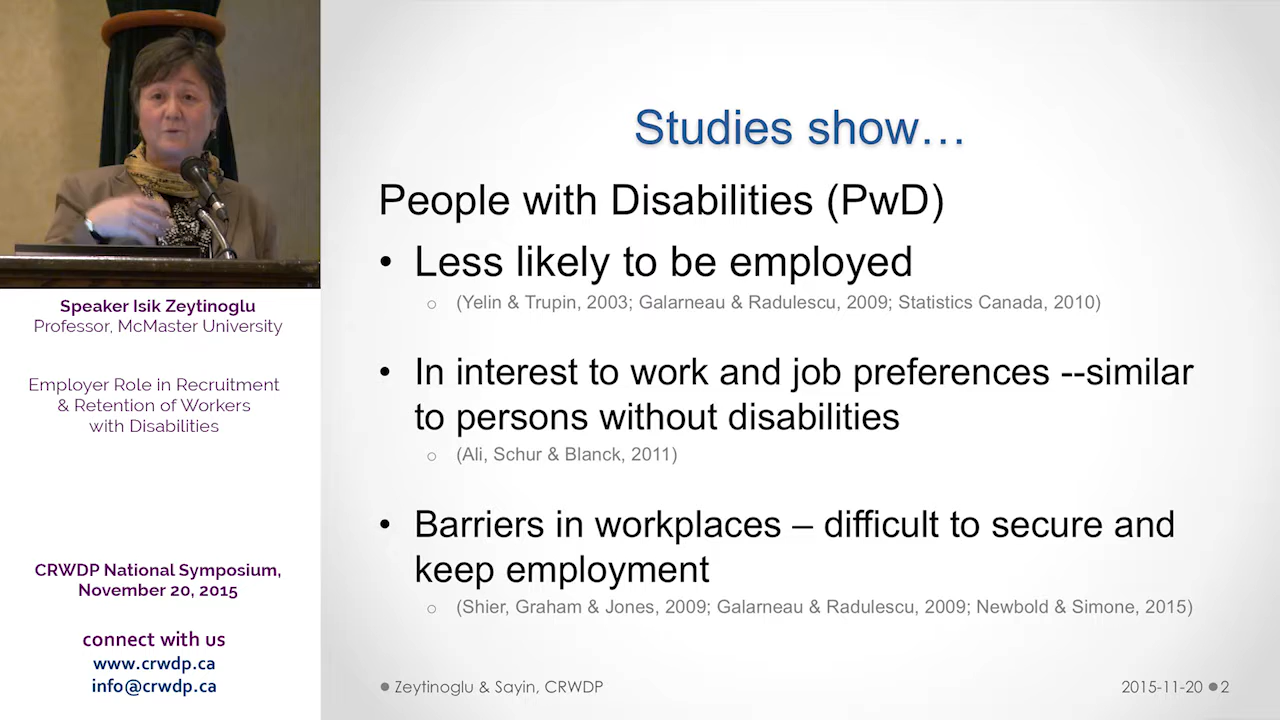 Speaker Isik Zeytinoglu
Professor, McMaster University
Employer Role in Recruitment
& Retention of Workers
with Disabilities
CRWDP National Symposium,
November 20, 2015
connect with us
www.crwdp.ca
info@crwdp.ca
Studies show…
People with Disabilities (PwD)
• Less likely to be employed
o (Yelin & Trupin, 2003; Galarneau & Radulescu, 2009; Statistics Canada, 2010)
• In interest to work and job preferences --similar
to persons without disabilities
o (Ali, Schur & Blanck, 2011)
• Barriers in workplaces – difficult to secure and
keep employment
o (Shier, Graham & Jones, 2009; Galarneau & Radulescu, 2009; Newbold & Simone, 2015)
● Zeytinoglu & Sayin, CRWDP
2015-11-20 ● 2